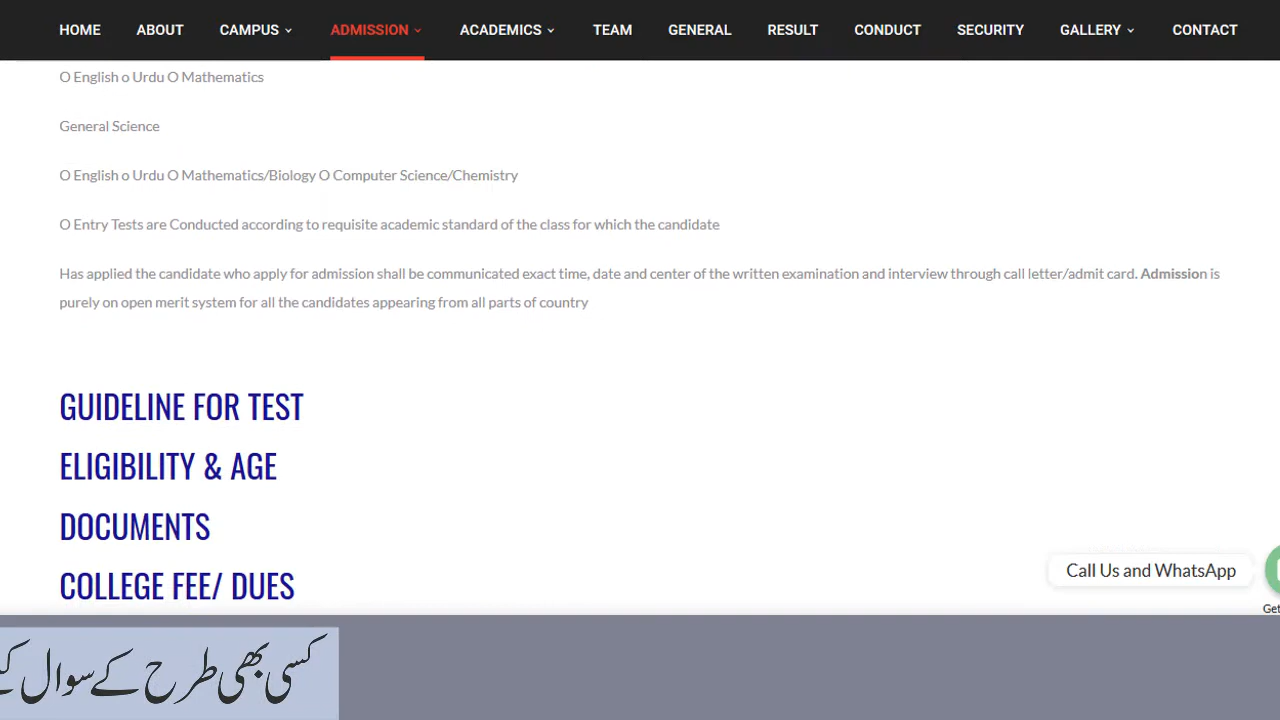 HOME ABOUT CAMPUS ADMISSION ACADEMICS TEAM GENERAL RESULT CONDUCT SECURITY GALLERY CONTACT
O English o Urdu O Mathematics
General Science
O English o Urdu O Mathematics/Biology O Computer Science/Chemistry
O Entry Tests are Conducted according to requisite academic standard of the class for which the candidate
Has applied the candidate who apply for admission shall be communicated exact time, date and center of the written examination and interview through call letter/admit card. Admission is
purely on open merit system for all the candidates appearing from all parts of country
GUIDELINE FOR TEST
ELIGIBILITY & AGE
DOCUMENTS
COLLEGE FEE/ DUES
Call Us and WhatsApp
Get
کسی بھی طرح کے سوال